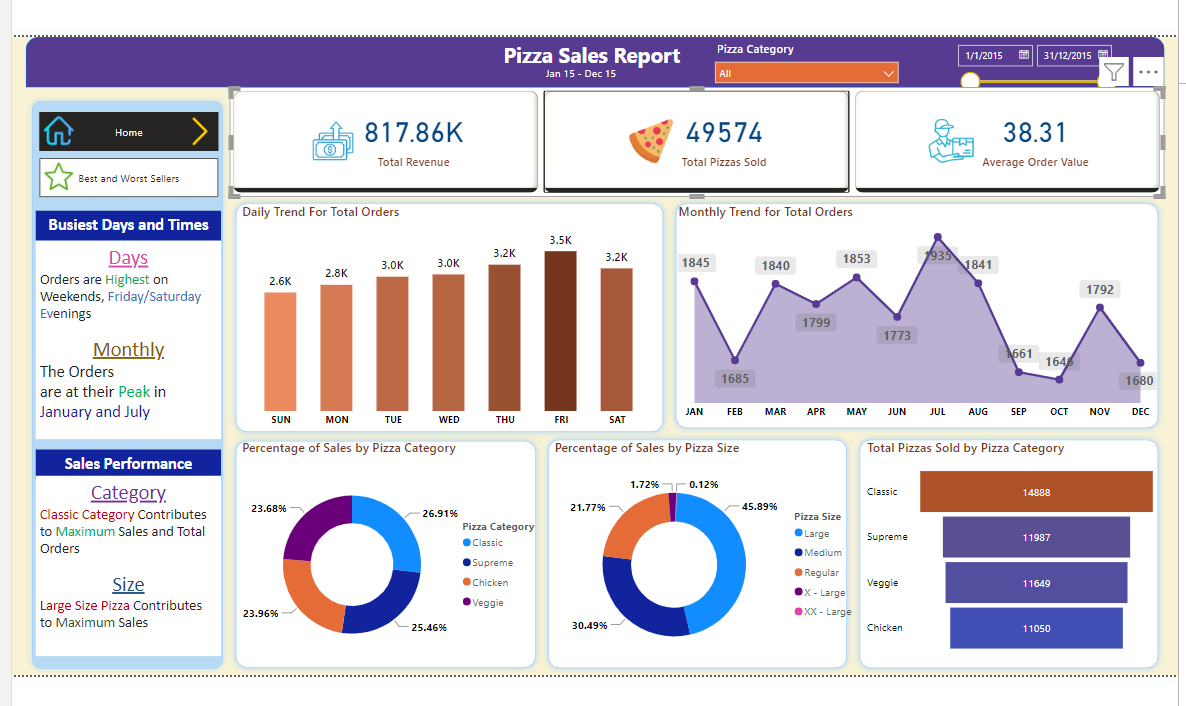 Pizza Sales Report
Jan 15 - Dec 15
Pizza Category
All
1/1/2015
31/12/2015
Home
Best and Worst Sellers
817.86K
Total Revenue
49574
Total Pizzas Sold
38.31
Average Order Value
Busiest Days and Times
Days
Orders are Highest on
Weekends, Friday/Saturday
Evenings
Monthly
The Orders
are at their Peak in
January and July
Sales Performance
Category
Classic Category Contributes
to Maximum Sales and Total
Orders
Size
Large Size Pizza Contributes
to Maximum Sales
Daily Trend For Total Orders
2.6K
2.8K
3.0K
3.0K
3.2K
3.5K
3.2K
SUN MON TUE WED THU FRI SAT
Monthly Trend for Total Orders
1845
1685
1840
1799
1853
1773
1935
1841
1661
1646
1792
1680
JAN FEB MAR APR MAY JUN JUL AUG SEP OCT NOV DEC
Percentage of Sales by Pizza Category
23.68%
26.91%
23.96%
25.46%
Pizza Category
Classic
Supreme
Chicken
Veggie
Percentage of Sales by Pizza Size
1.72%
0.12%
21.77%
45.89%
30.49%
Pizza Size
Large
Medium
Regular
X - Large
XX - Large
Total Pizzas Sold by Pizza Category
Classic 14888
Supreme 11987
Veggie 11649
Chicken 11050